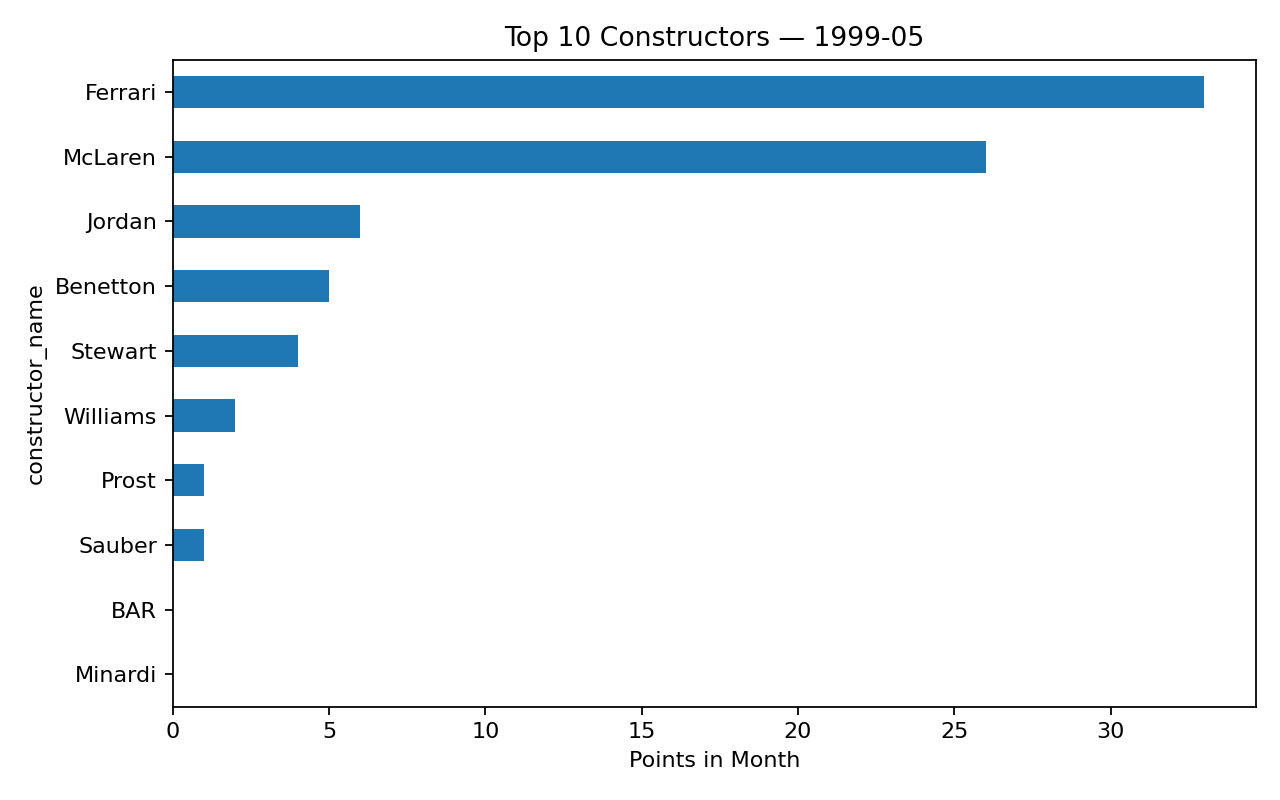 Top 10 Constructors — 1999-05
constructor_name
Ferrari
McLaren
Jordan
Benetton
Stewart
Williams
Prost
Sauber
BAR
Minardi
0 5 10 15 20 25 30
Points in Month